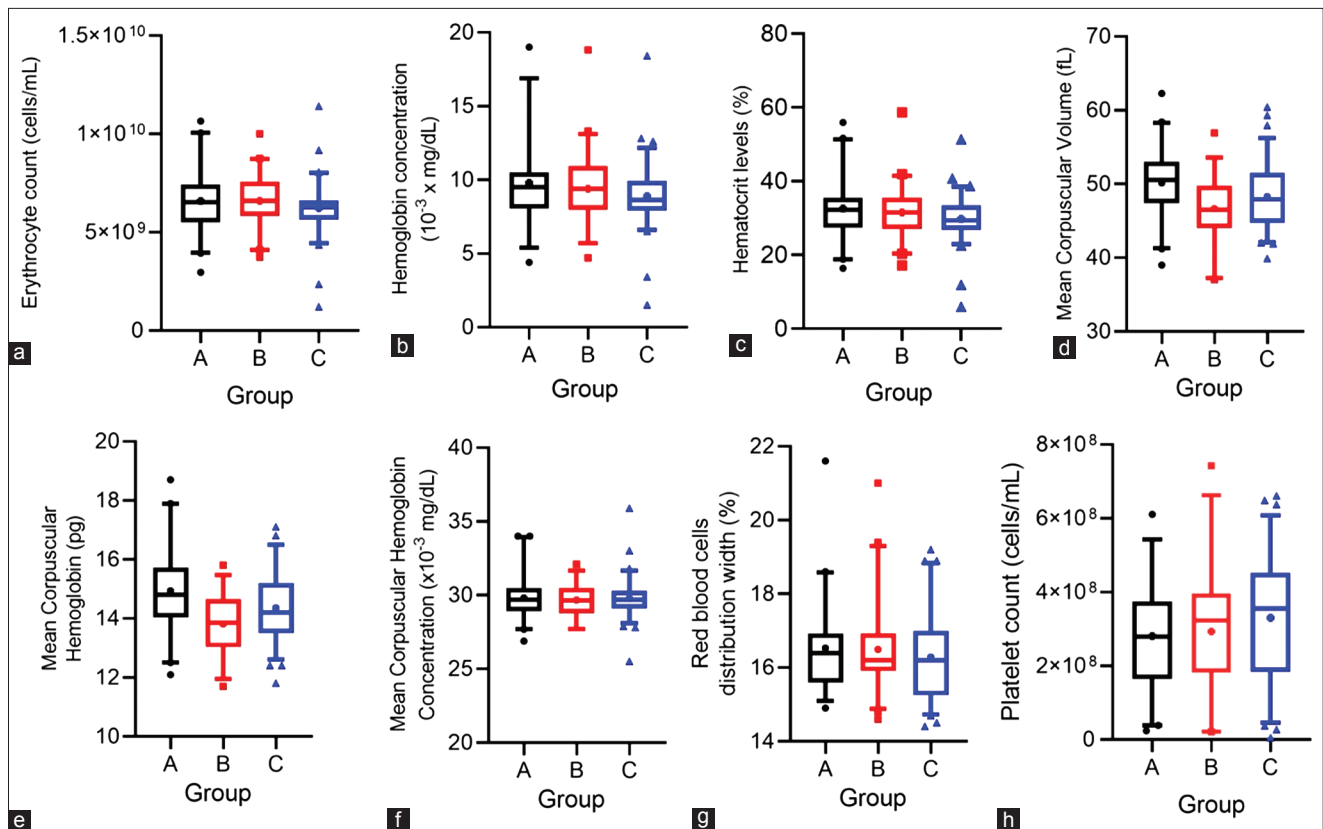 Erythrocyte count (cells/mL)
1.5×10¹⁰
1×10¹⁰
5×10⁹
0
A B C
Group
a
Hemoglobin concentration
(10⁻³ x mg/dL)
20
15
10
5
0
A B C
Group
b
Hematocrit levels (%)
80
60
40
20
0
A B C
Group
c
Mean Corpuscular Volume (fL)
70
60
50
40
30
A B C
Group
d
Mean Corpuscular
Hemoglobin (pg)
20
18
16
14
12
10
A B C
Group
e
Mean Corpuscular Hemoglobin
Concentration (x10⁻³ mg/dL)
40
35
30
25
20
A B C
Group
f
Red blood cells
distribution width (%)
22
20
18
16
14
A B C
Group
g
Platelet count (cells/mL)
8×10⁸
6×10⁸
4×10⁸
2×10⁸
0
A B C
Group
h